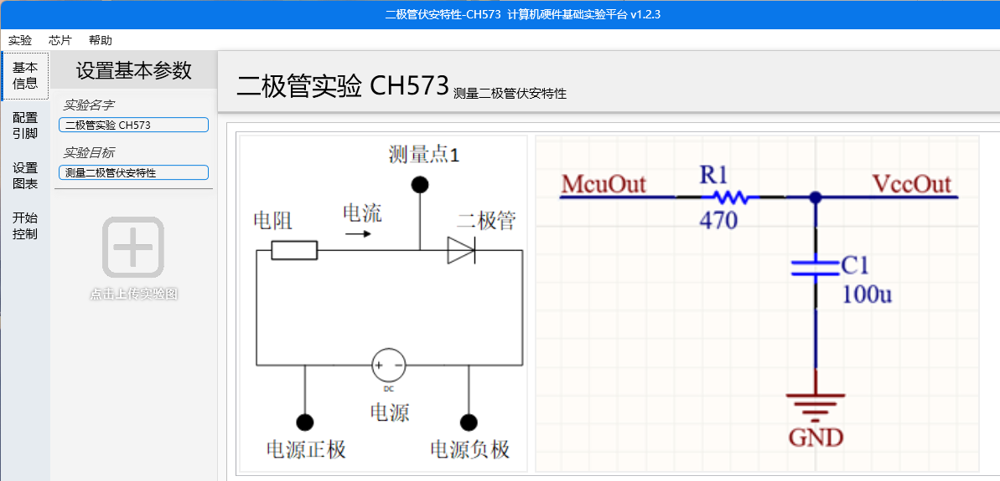 二极管伏安特性-CH573 计算机硬件基础实验平台 v1.2.3
实验 芯片 帮助
基本
信息
配置
引脚
设置
图表
开始
控制
设置基本参数
实验名字
二极管实验 CH573
实验目标
测量二极管伏安特性
点击上传实验图
二极管实验 CH573 测量二极管伏安特性
测量点1
电阻
电流
二极管
+ -
DC
电源
电源正极
电源负极
McuOut
R1
470
VccOut
C1
100u
GND